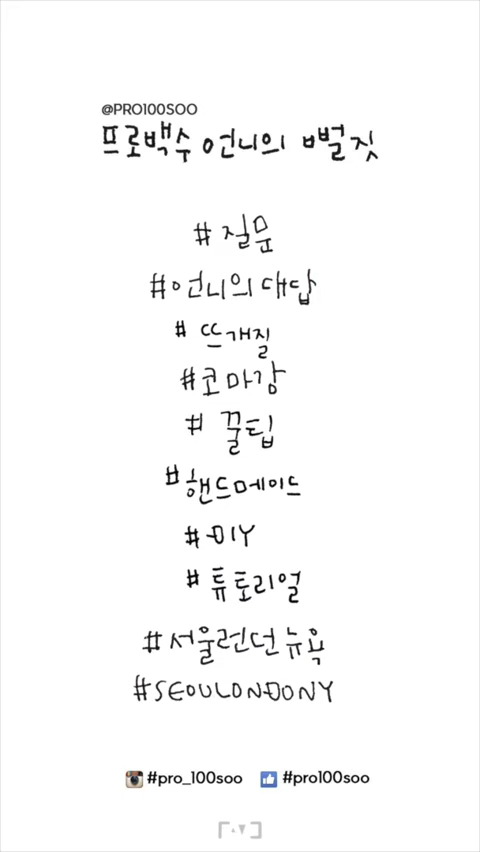 @PRO100SOO
프로백수 언니의 뻘짓
# 질문
#언니의 대답
# 뜨개질
#코마감
# 꿀팁
#핸드메이드
#DIY
# 튜토리얼
#서울런던뉴욕
#SEOULONDONY
#pro_100soo #pro100soo